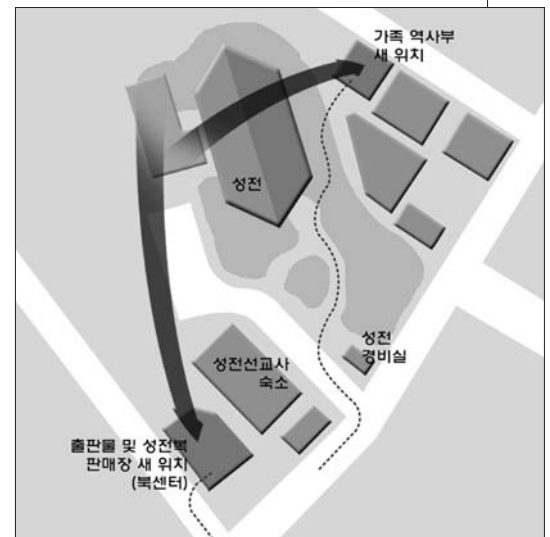 가족 역사부
새 위치
성전
성전
경비실
성전선교사
숙소
출판물 및 성전복
판매장 새 위치
(북센터)